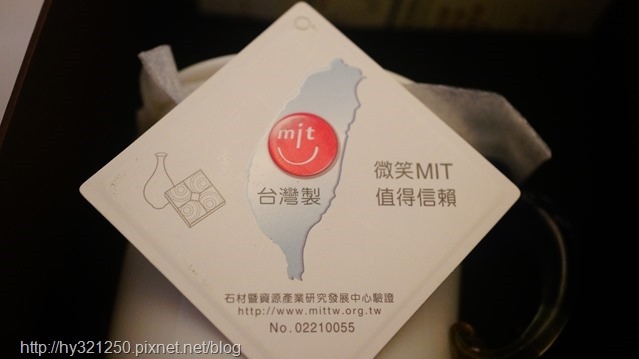 mit
台灣製
微笑MIT
值得信賴
石材暨資源產業研究發展中心驗證
http://www.mittw.org.tw
No. 02210055
http://hy321250.pixnet.net/blog